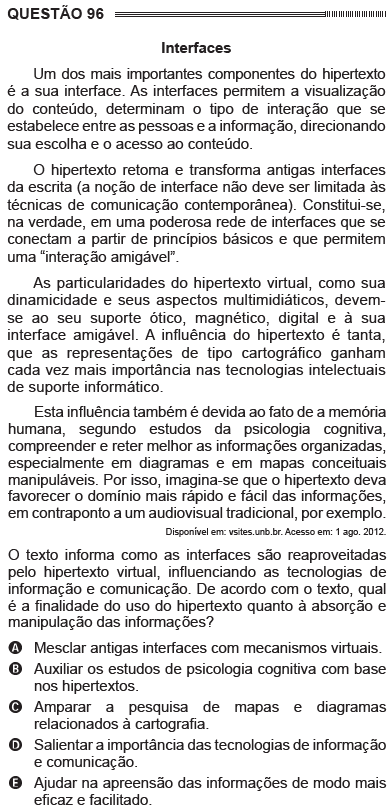 QUESTÃO 96
Interfaces
Um dos mais importantes componentes do hipertexto
é a sua interface. As interfaces permitem a visualização
do conteúdo, determinam o tipo de interação que se
estabelece entre as pessoas e a informação, direcionando
sua escolha e o acesso ao conteúdo.
O hipertexto retoma e transforma antigas interfaces
da escrita (a noção de interface não deve ser limitada às
técnicas de comunicação contemporânea). Constitui-se,
na verdade, em uma poderosa rede de interfaces que se
conectam a partir de princípios básicos e que permitem
uma “interação amigável”.
As particularidades do hipertexto virtual, como sua
dinamicidade e seus aspectos multimidiáticos, devem-
se ao seu suporte ótico, magnético, digital e à sua
interface amigável. A influência do hipertexto é tanta,
que as representações de tipo cartográfico ganham
cada vez mais importância nas tecnologias intelectuais
de suporte informático.
Esta influência também é devida ao fato de a memória
humana, segundo estudos da psicologia cognitiva,
compreender e reter melhor as informações organizadas,
especialmente em diagramas e em mapas conceituais
manipuláveis. Por isso, imagina-se que o hipertexto deva
favorecer o domínio mais rápido e fácil das informações,
em contraponto a um audiovisual tradicional, por exemplo.
Disponível em: vsites.unb.br. Acesso em: 1 ago. 2012.
O texto informa como as interfaces são reaproveitadas
pelo hipertexto virtual, influenciando as tecnologias de
informação e comunicação. De acordo com o texto, qual
é a finalidade do uso do hipertexto quanto à absorção e
manipulação das informações?
A Mesclar antigas interfaces com mecanismos virtuais.
B Auxiliar os estudos de psicologia cognitiva com base
nos hipertextos.
C Amparar a pesquisa de mapas e diagramas
relacionados à cartografia.
D Salientar a importância das tecnologias de informação
e comunicação.
E Ajudar na apreensão das informações de modo mais
eficaz e facilitado.